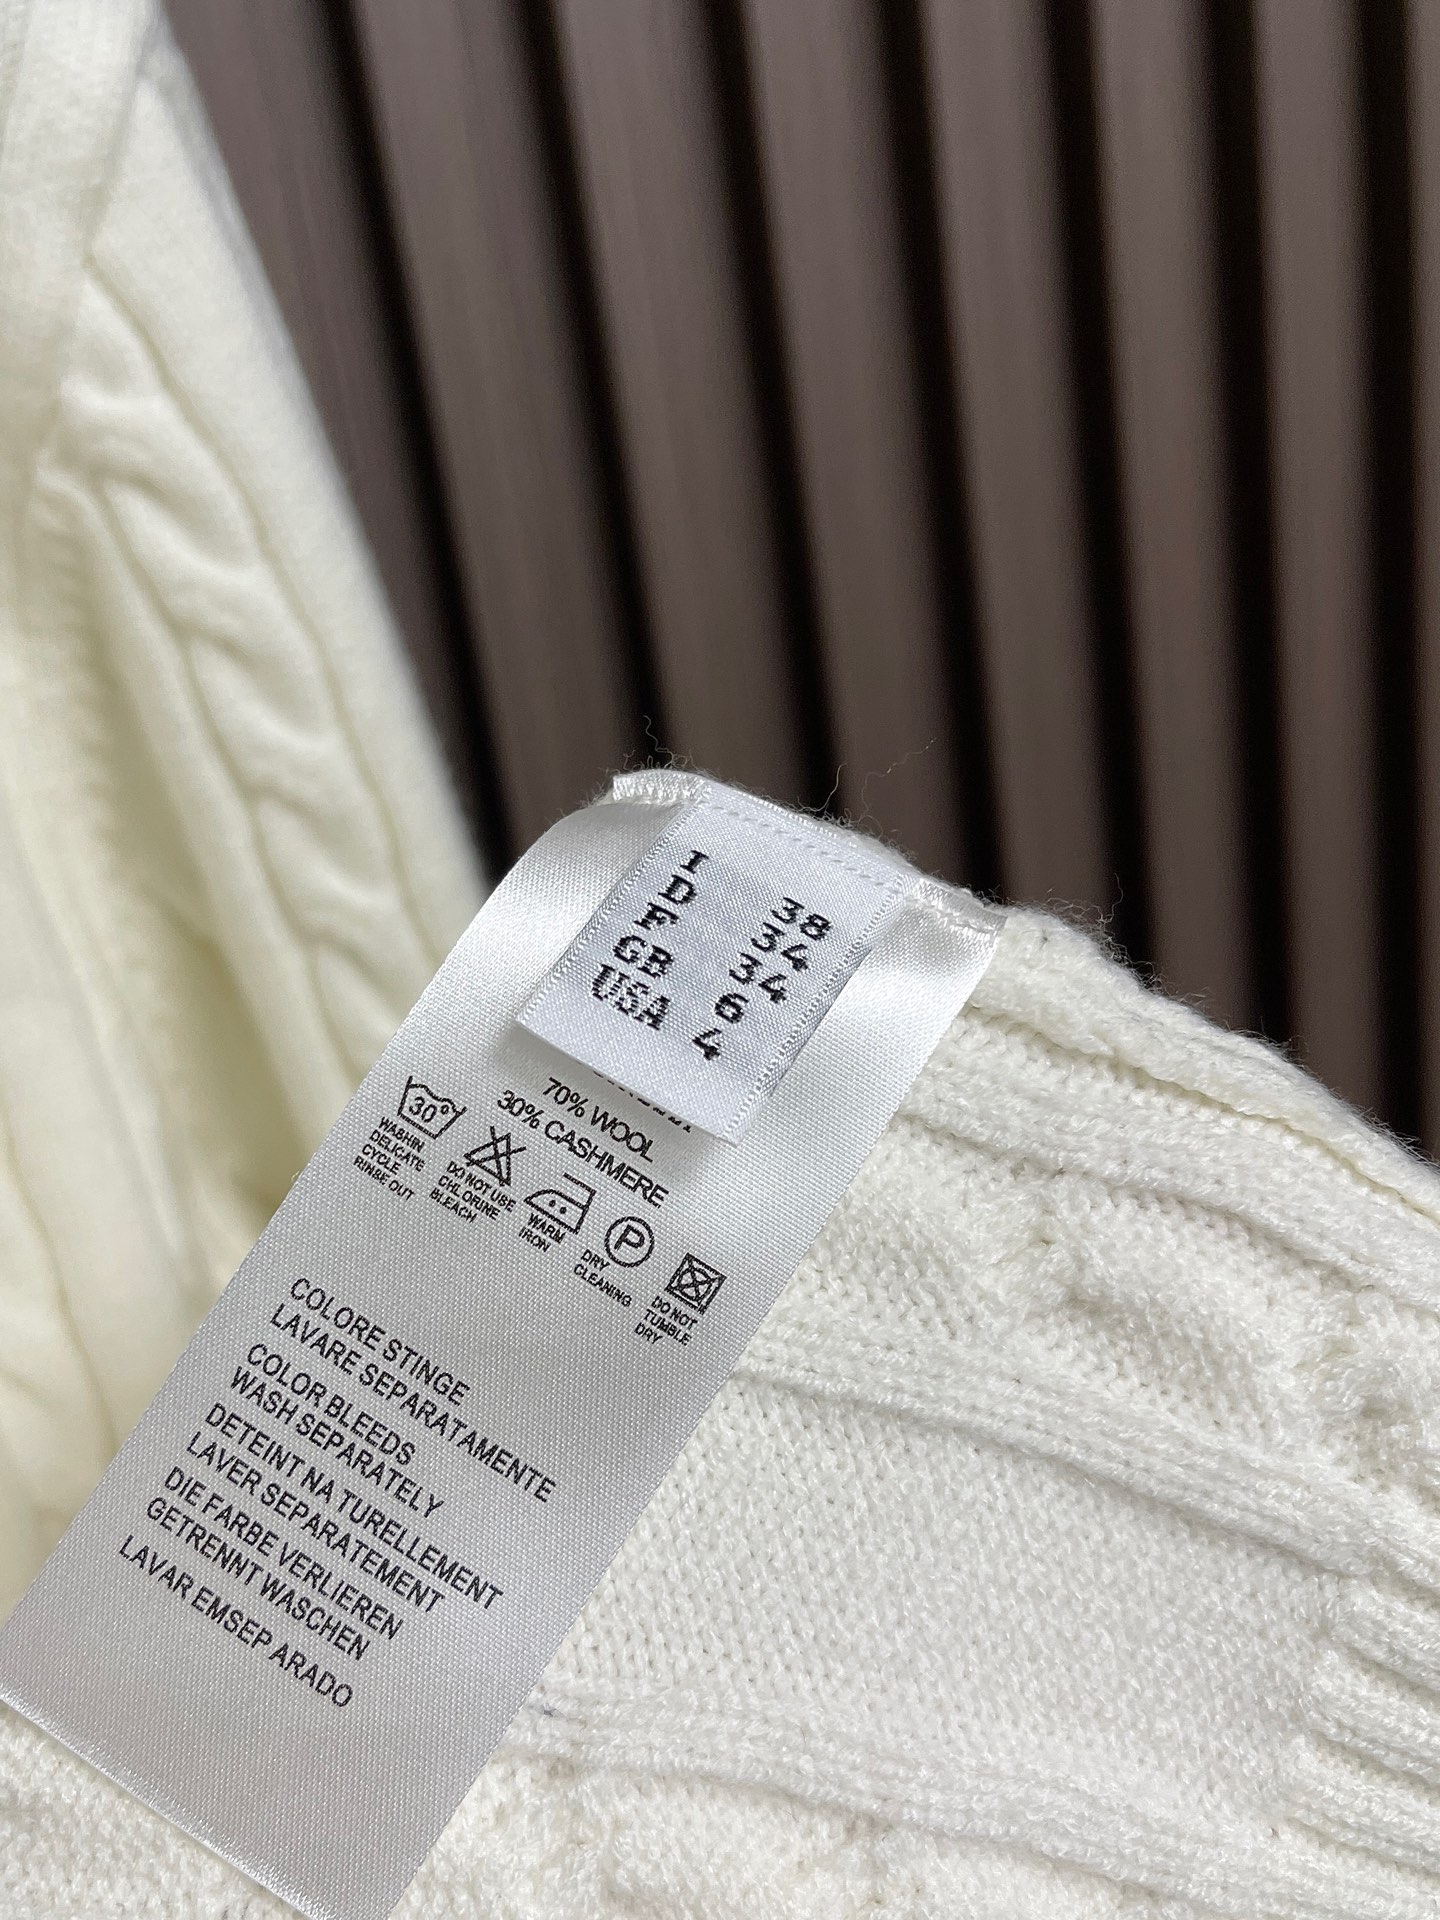 I 38
D 34
F 34
GB 6
USA 4
70% WOOL
30% CASHMERE
30°
WASHIN
DELICATE
CYCLE
RINSE OUT
DO NOT USE
CHLORINE
BLEACH
WARM
IRON
P
DRY
CLEANING
DO NOT
TUMBLE
DRY
COLORE STINGE
LAVARE SEPARATAMENTE
COLOR BLEEDS
WASH SEPARATELY
DETEINT NA TURELLEMENT
LAVER SEPARATEMENT
DIE FARBE VERLIEREN
GETRENNT WASCHEN
LAVAR EMSEP ARADO